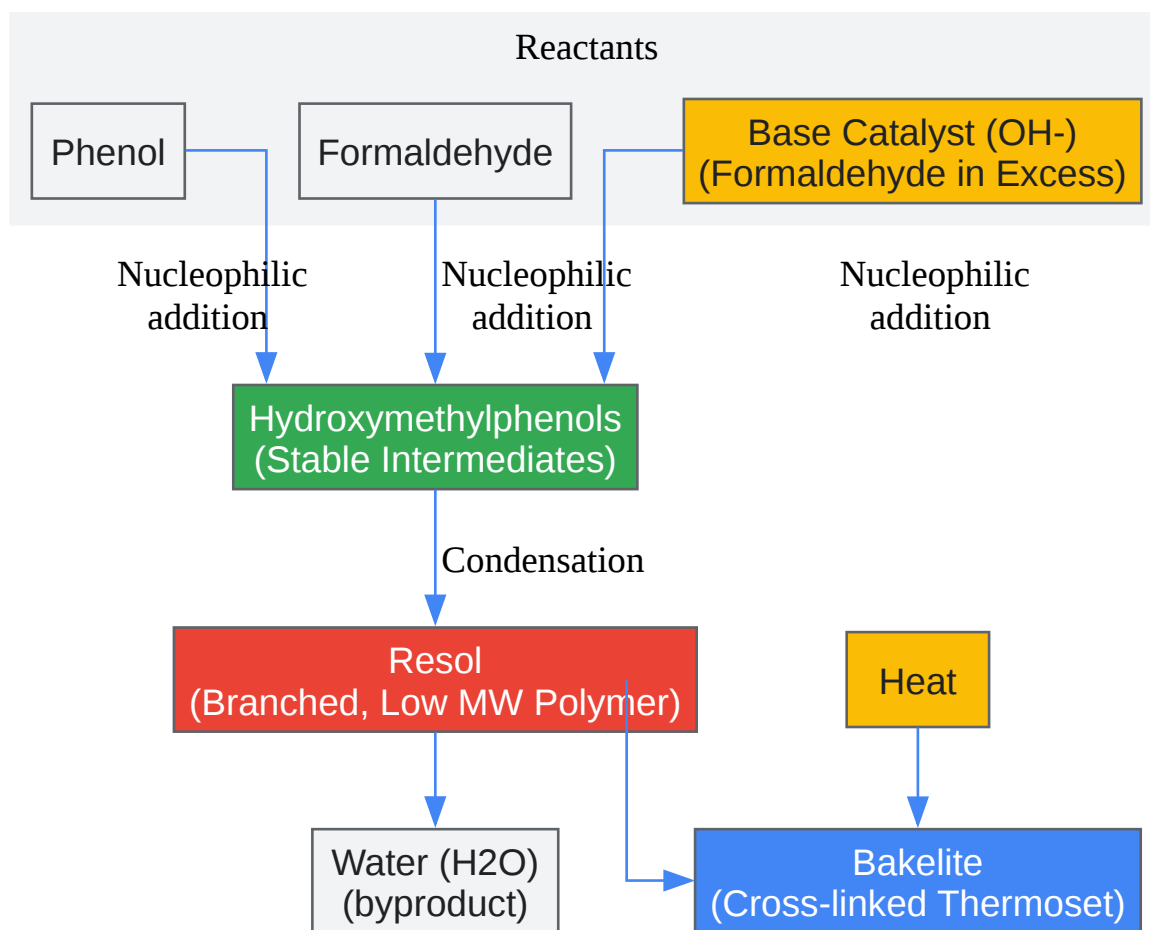 Reactants
Phenol
Formaldehyde
Base Catalyst (OH-)
(Formaldehyde in Excess)
Nucleophilic
addition
Nucleophilic
addition
Nucleophilic
addition
Hydroxymethylphenols
(Stable Intermediates)
Condensation
Resol
(Branched, Low MW Polymer)
Heat
Water (H2O)
(byproduct)
Bakelite
(Cross-linked Thermoset)